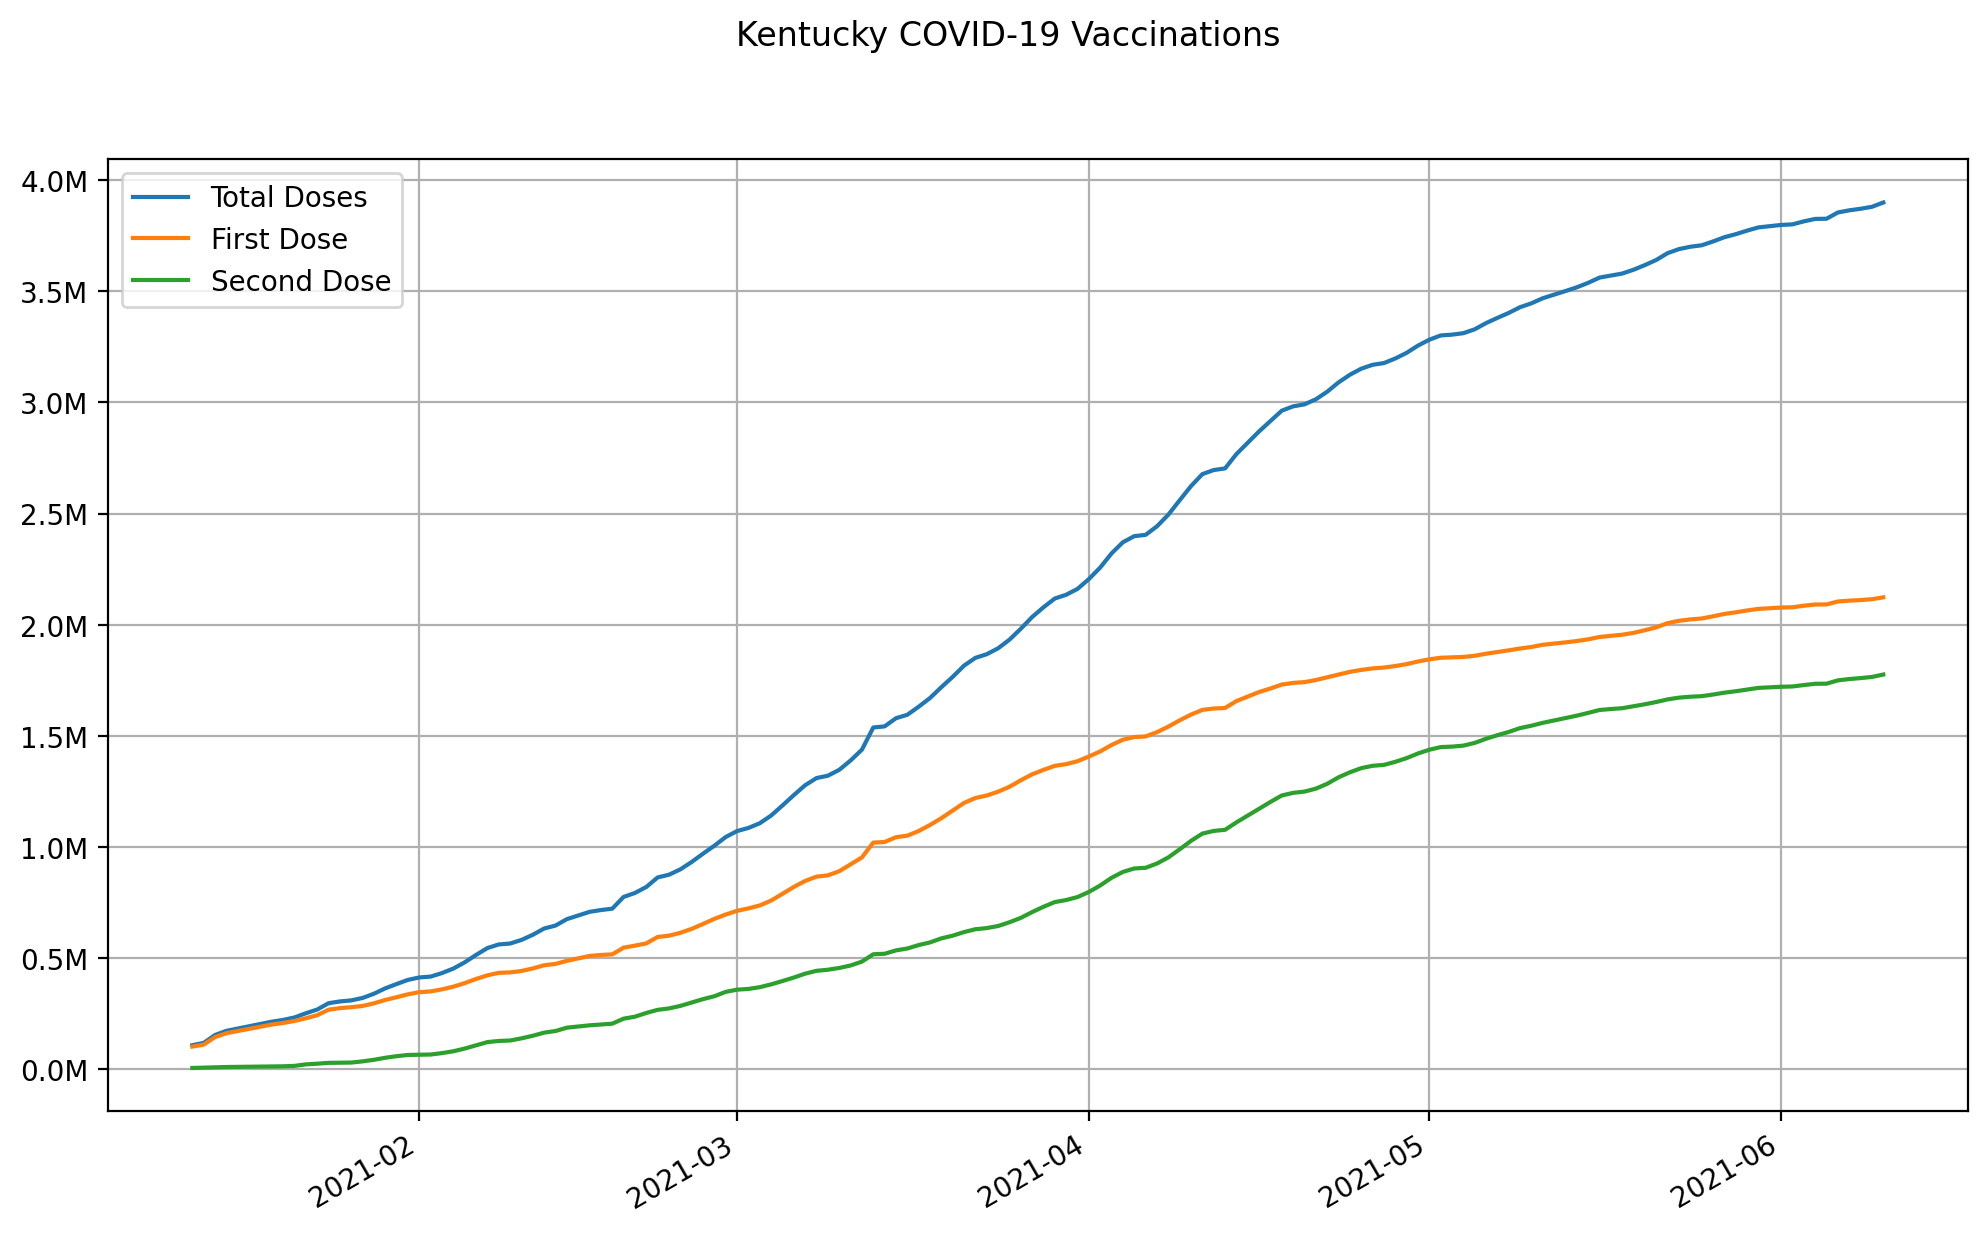 Kentucky COVID-19 Vaccinations
4.0M
3.5M
3.0M
2.5M
2.0M
1.5M
1.0M
0.5M
0.0M
Total Doses
First Dose
Second Dose
2021-02
2021-03
2021-04
2021-05
2021-06